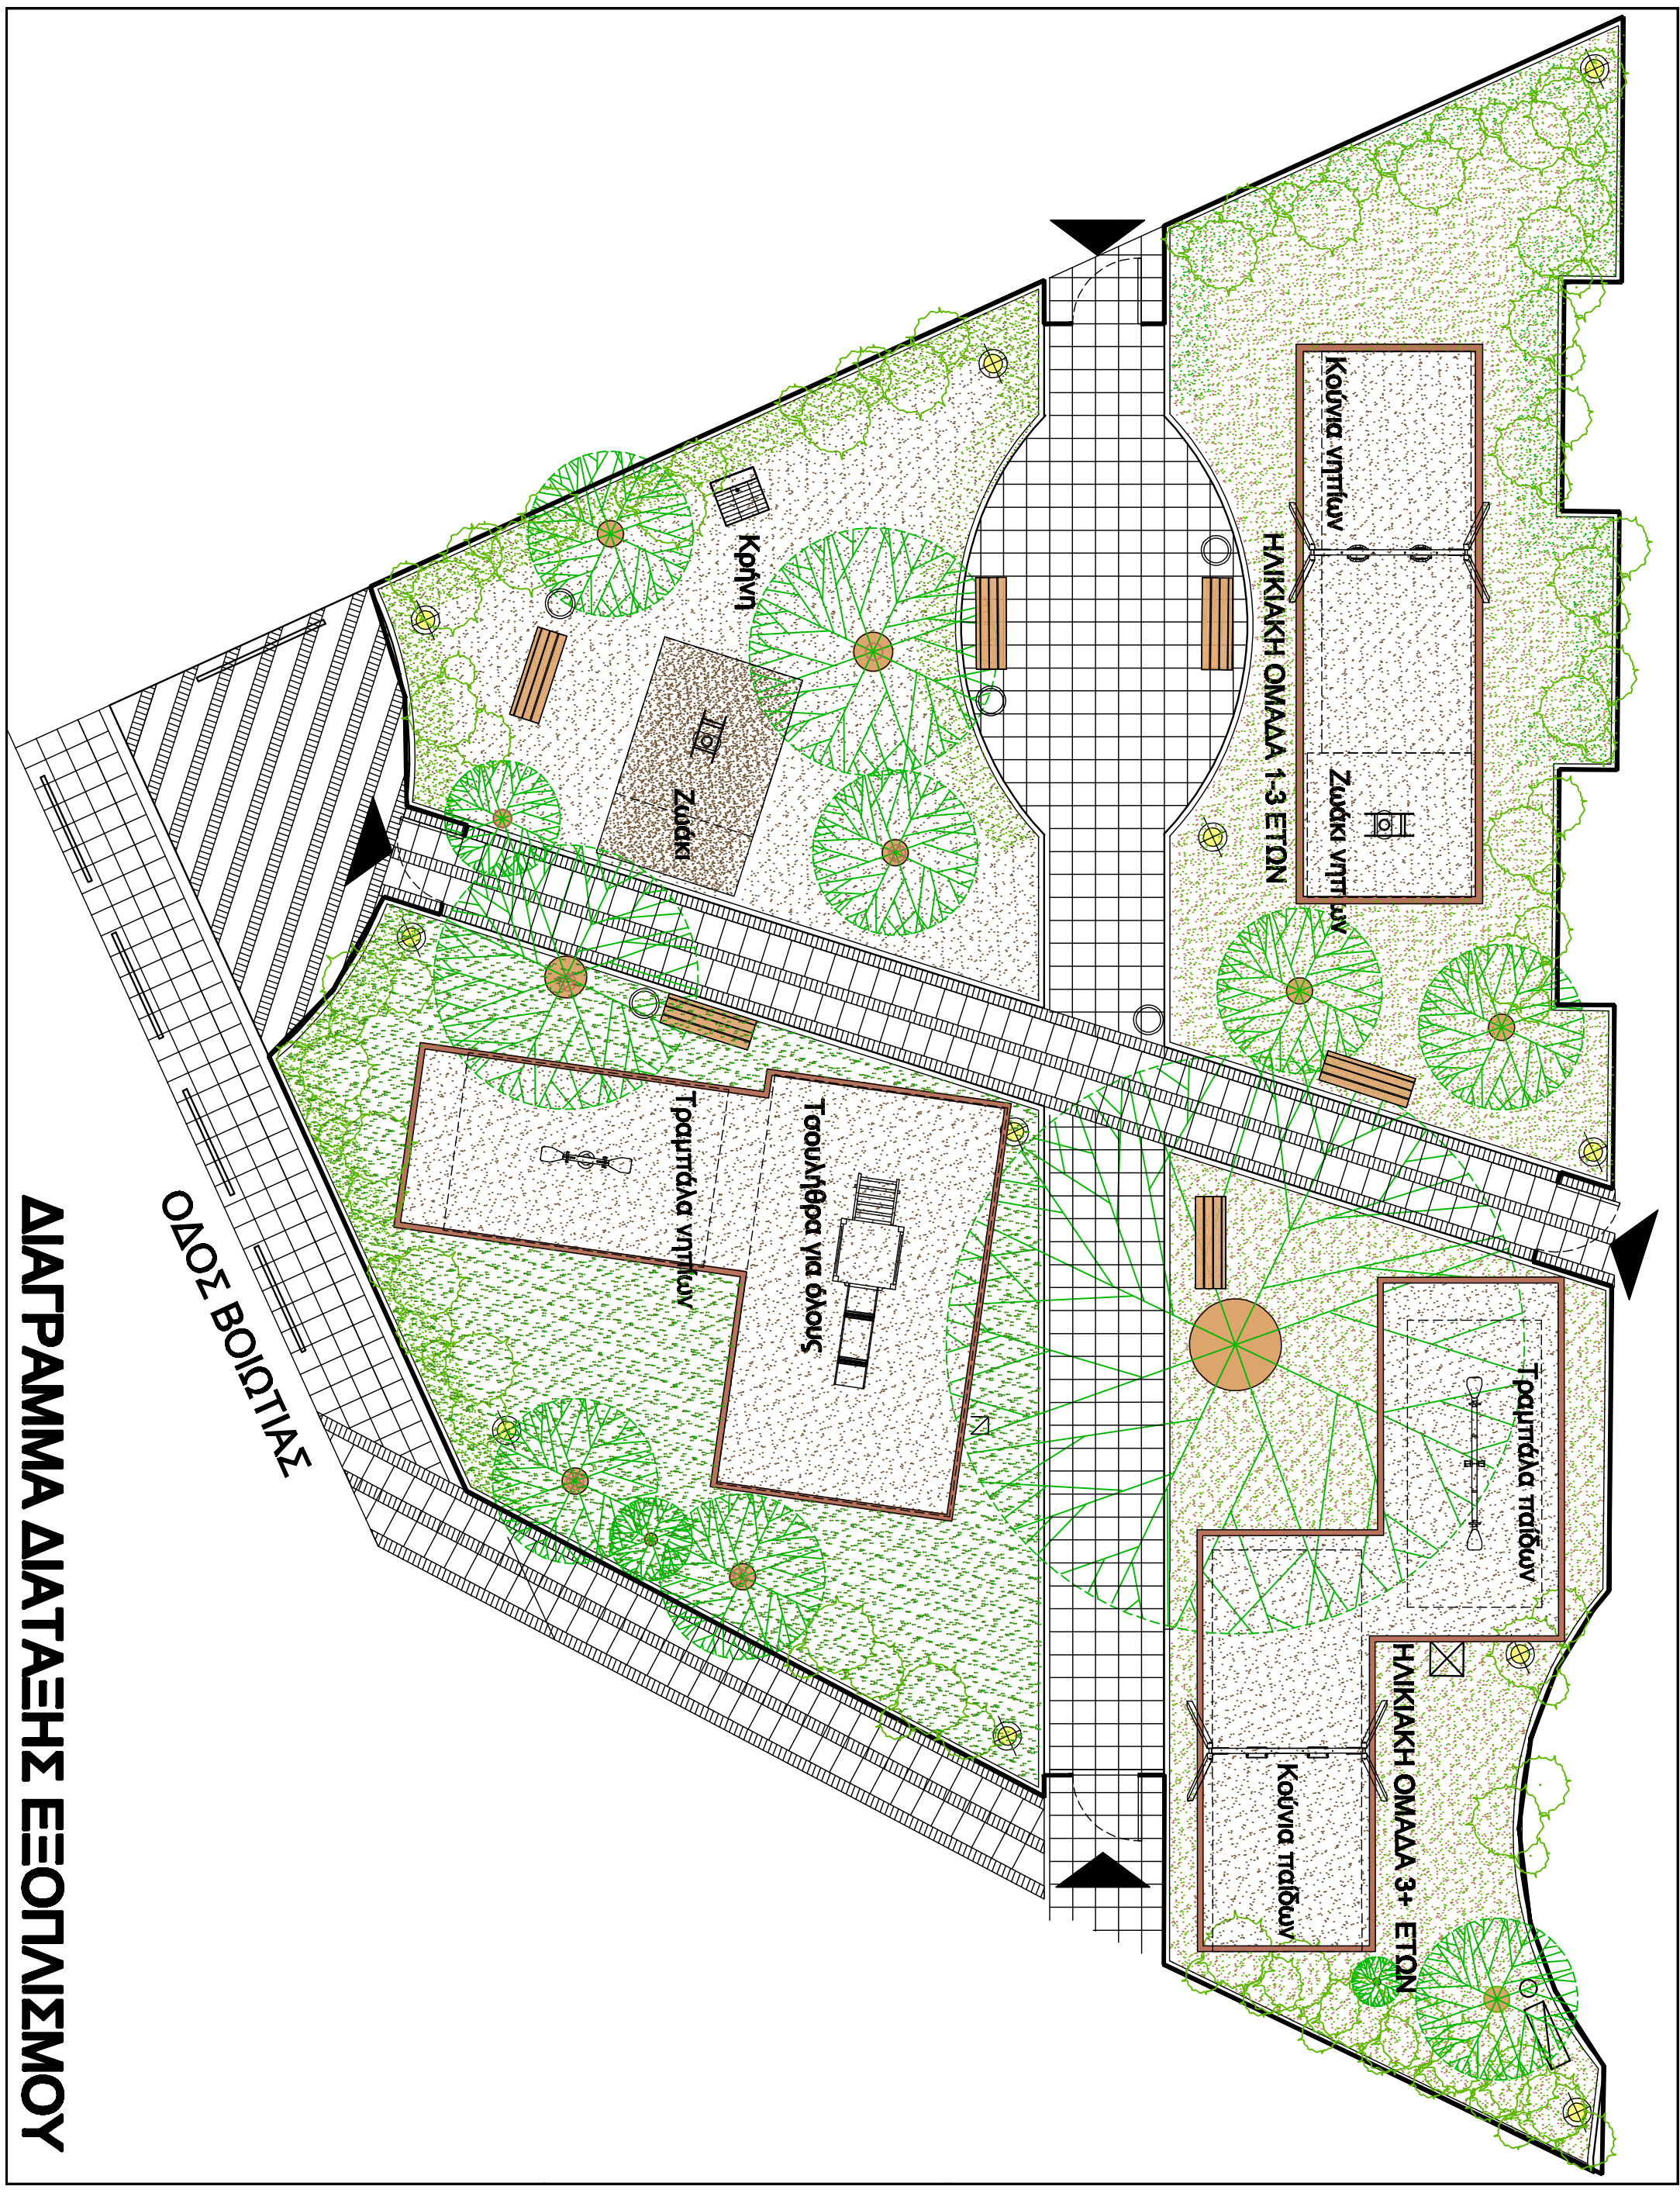 Τραμπάλα παίδων
ΗΛΙΚΙΑΚΗ ΟΜΑΔΑ 3+ ΕΤΩΝ
Κούνια νηπίων
Ζωάκι νηπίων
Κούνια παίδων
ΗΛΙΚΙΑΚΗ ΟΜΑΔΑ 1-3 ΕΤΩΝ
Τσουλήθρα για όλους
Κρήνη
Ζωάκι
Τραμπάλα νηπίων
ΟΔΟΣ ΒΟΙΩΤΙΑΣ
ΔΙΑΓΡΑΜΜΑ ΔΙΑΤΑΞΗΣ ΕΞΟΠΛΙΣΜΟΥ